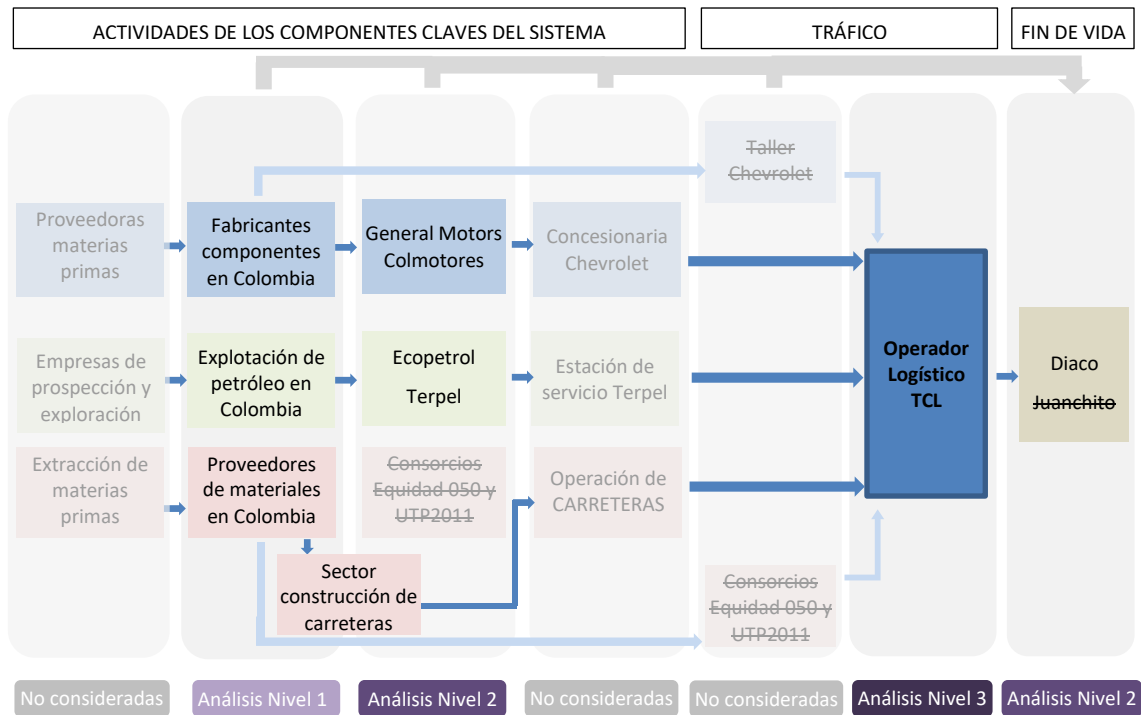 ACTIVIDADES DE LOS COMPONENTES CLAVES DEL SISTEMA
TRÁFICO
FIN DE VIDA
Taller
Chevrolet
Proveedoras
materias
primas
Fabricantes
componentes
en Colombia
General Motors
Colmotores
Concesionaria
Chevrolet
Empresas de
prospección y
exploración
Explotación de
petróleo en
Colombia
Ecopetrol
Terpel
Estación de
servicio Terpel
Operador
Logístico
TCL
Diaco
Juanchito
Extracción de
materias
primas
Proveedores
de materiales
en Colombia
Consorcios
Equidad 050 y
UTP2011
Operación de
CARRETERAS
Sector
construcción de
carreteras
Consorcios
Equidad 050 y
UTP2011
No consideradas
Análisis Nivel 1
Análisis Nivel 2
No consideradas
No consideradas
Análisis Nivel 3
Análisis Nivel 2